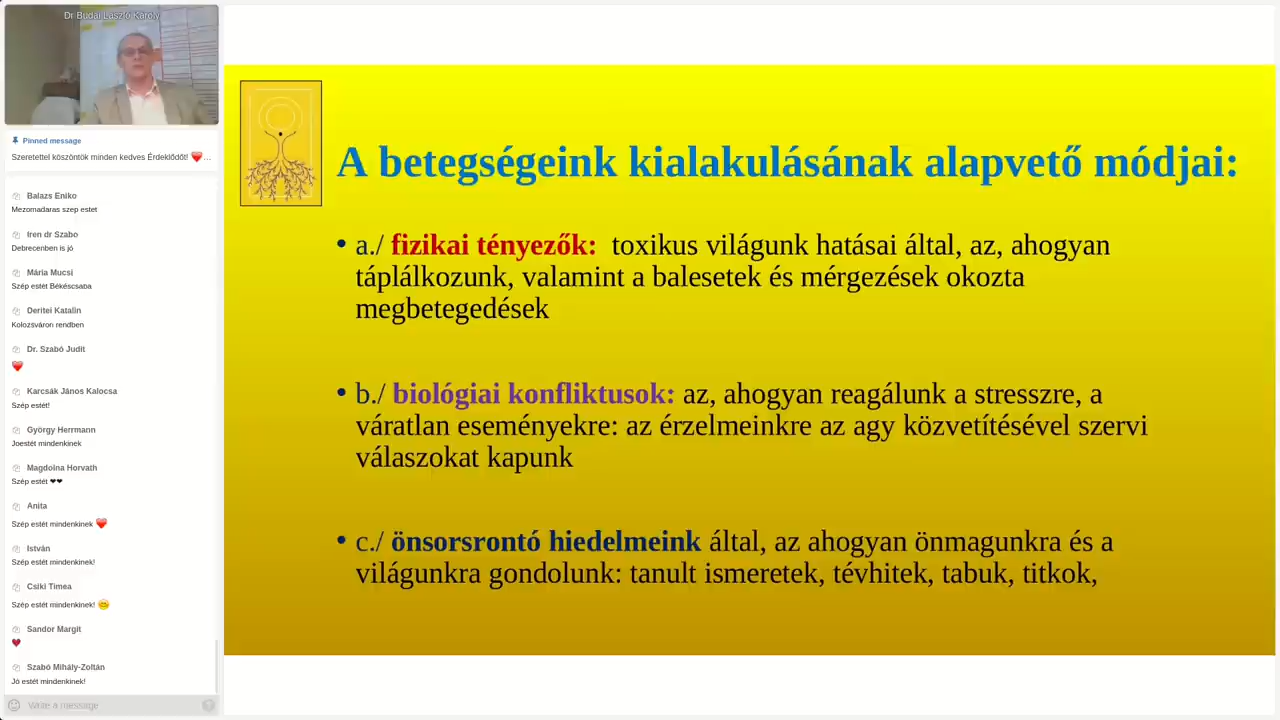 Dr Budai László Károly
Pinned message
Szeretettel köszöntök minden kedves Érdeklődőt! ❤️...
Balazs Eniko
Mezomadaras szep estet
Iren dr Szabo
Debrecenben is jó
Mária Mucsi
Szép estét Békéscsaba
Deritei Katalin
Kolozsváron rendben
Dr. Szabó Judit
❤️
Karcsák János Kalocsa
Szép estét!
György Herrmann
Joestét mindenkinek
Magdolna Horvath
Szép estét ❤❤
Anita
Szép estét mindenkinek ❤️
István
Szép estét mindenkinek!
Csiki Timea
Szép estét mindenkinek! 😊
Sandor Margit
♥
Szabó Mihály-Zoltán
Jó estét mindenkinek!
Write a message
?
A betegségeink kialakulásának alapvető módjai:
• a./ fizikai tényezők: toxikus világunk hatásai által, az, ahogyan
táplálkozunk, valamint a balesetek és mérgezések okozta
megbetegedések
• b./ biológiai konfliktusok: az, ahogyan reagálunk a stresszre, a
váratlan eseményekre: az érzelmeinkre az agy közvetítésével szervi
válaszokat kapunk
• c./ önsorsrontó hiedelmeink által, az ahogyan önmagunkra és a
világunkra gondolunk: tanult ismeretek, tévhitek, tabuk, titkok,